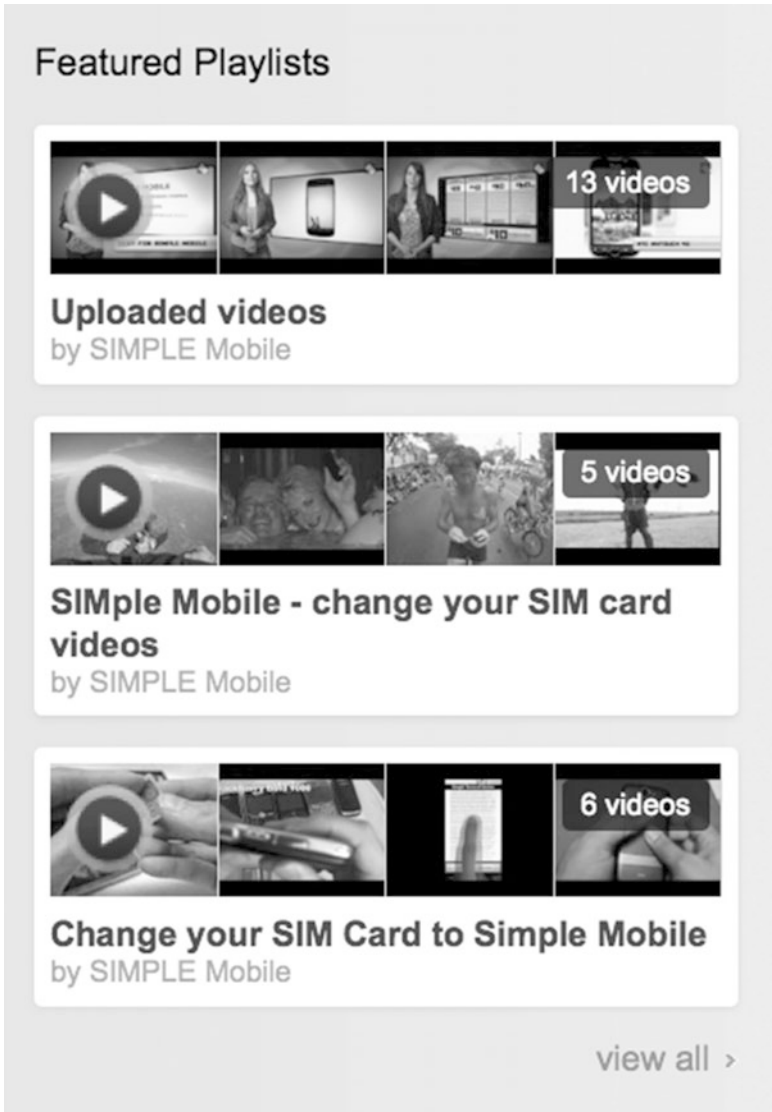 Featured Playlists
13 videos
Uploaded videos
by SIMPLE Mobile
5 videos
SIMple Mobile - change your SIM card
videos
by SIMPLE Mobile
6 videos
Change your SIM Card to Simple Mobile
by SIMPLE Mobile
view all ›